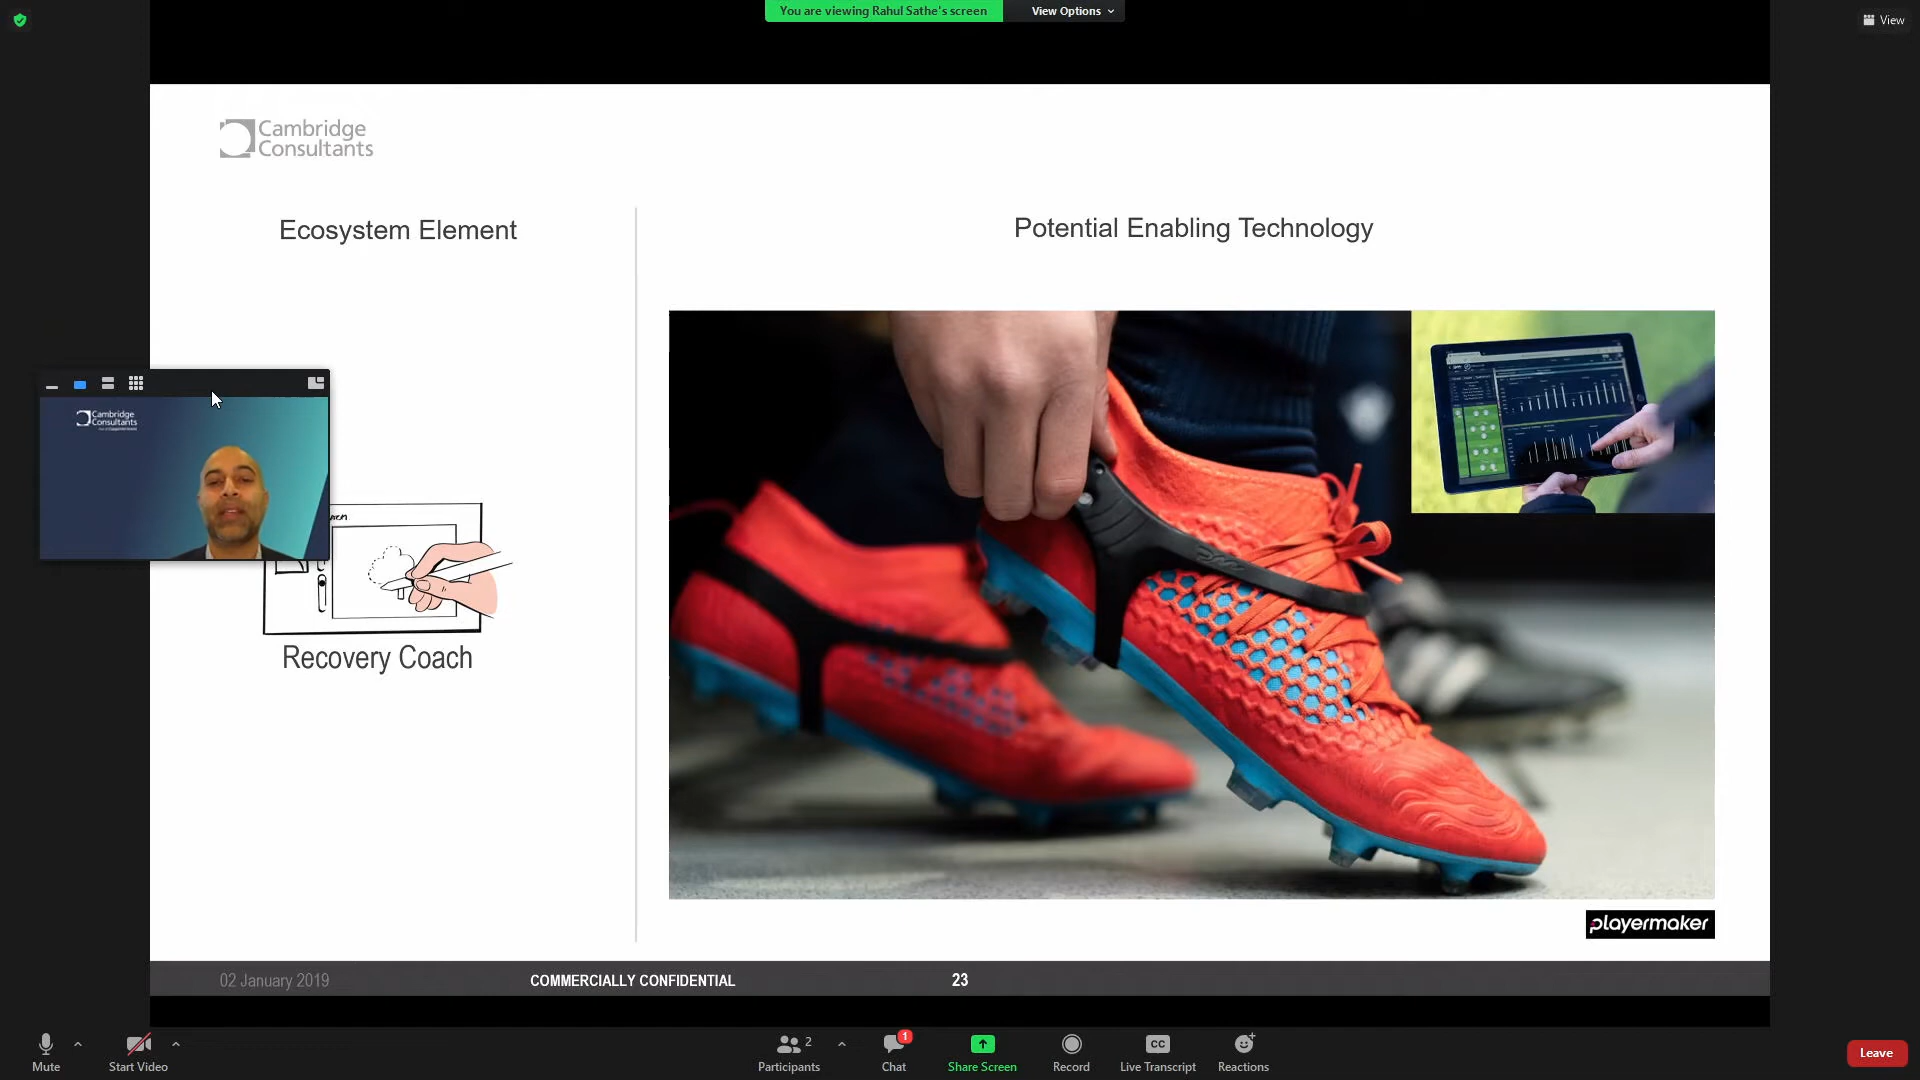 You are viewing Rahul Sathe's screen
View Options
View
Cambridge
Consultants
Ecosystem Element
Potential Enabling Technology
Cambridge
Consultants
Recovery Coach
playermaker
02 January 2019
COMMERCIALLY CONFIDENTIAL
23
Mute
Start Video
Participants
2
Chat
1
Share Screen
Record
CC
Live Transcript
Reactions
Leave